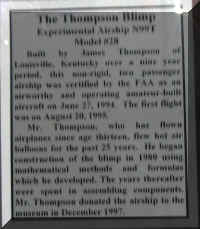 The Thompson Blimp
Experimental Airship N99T
Model #28
Built by James Thompson of
Louisville, Kentucky over a nine year
period, this non-rigid, two passenger
airship was certified by the FAA as an
airworthy and operating amateur-built
aircraft on June 27, 1994. The first flight
was on August 20, 1995.
Mr. Thompson, who has flown
airplanes since age thirteen, flew hot air
balloons for the past 25 years. He began
construction of the blimp in 1989 using
mathematical methods and formulas
which he developed. The years thereafter
were spent in assembling components.
Mr. Thompson donated the airship to the
museum in December 1997.